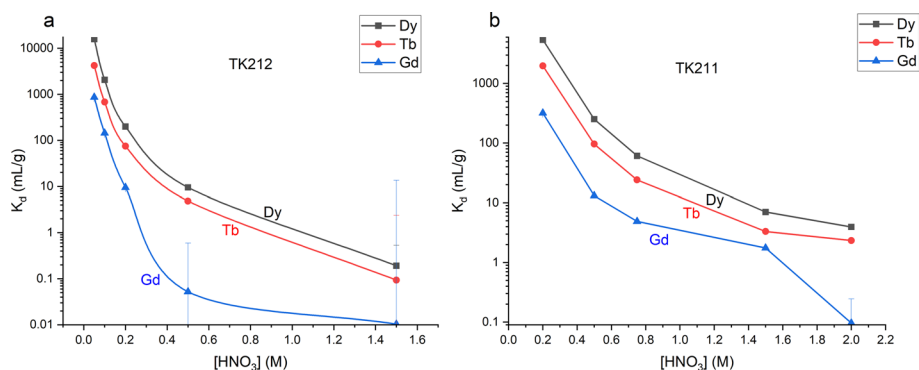 a
TK212
Dy
Tb
Gd
10000
1000
100
10
1
0.1
0.01
K_d (mL/g)
Dy
Tb
Gd
0.0 0.2 0.4 0.6 0.8 1.0 1.2 1.4 1.6
[HNO₃] (M)
b
TK211
Dy
Tb
Gd
1000
100
10
1
0.1
K_d (mL/g)
Dy
Tb
Gd
0.0 0.2 0.4 0.6 0.8 1.0 1.2 1.4 1.6 1.8 2.0 2.2
[HNO₃] (M)